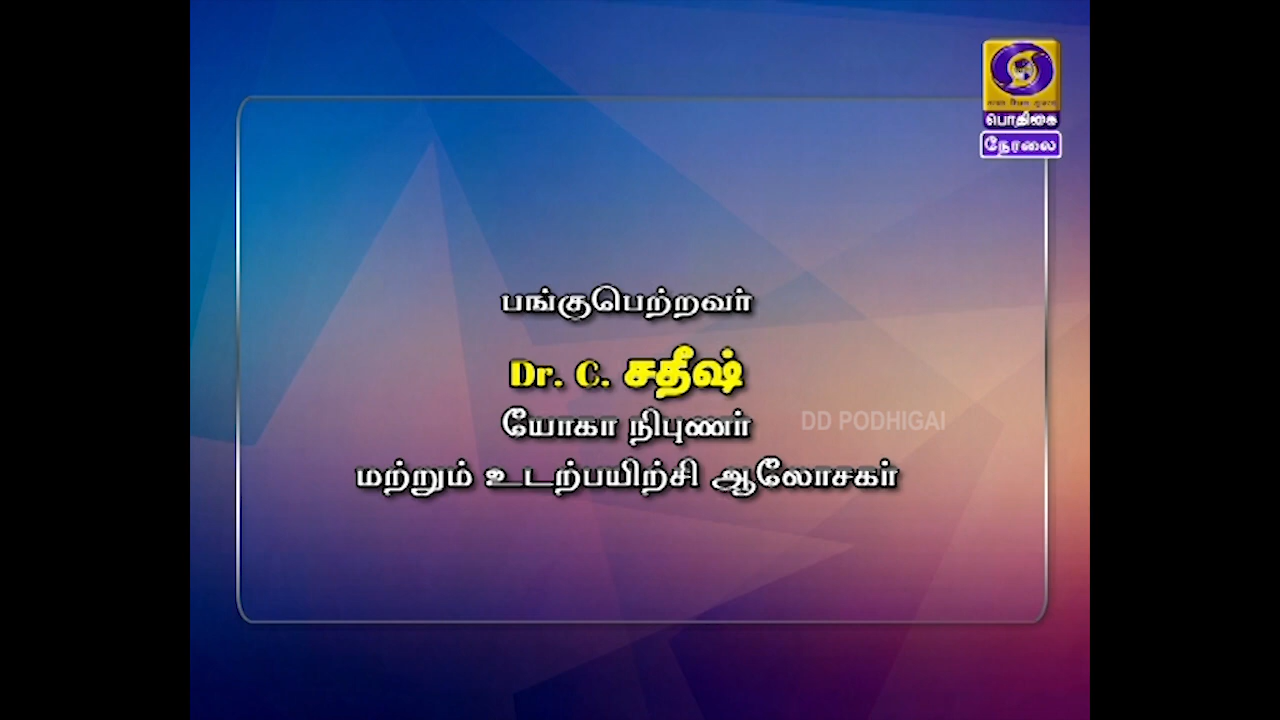 பொதிகை
நேரலை
பங்குபெற்றவர்
Dr. C. சதீஷ்
யோகா நிபுணர்
DD PODHIGAI
மற்றும் உடற்பயிற்சி ஆலோசகர்